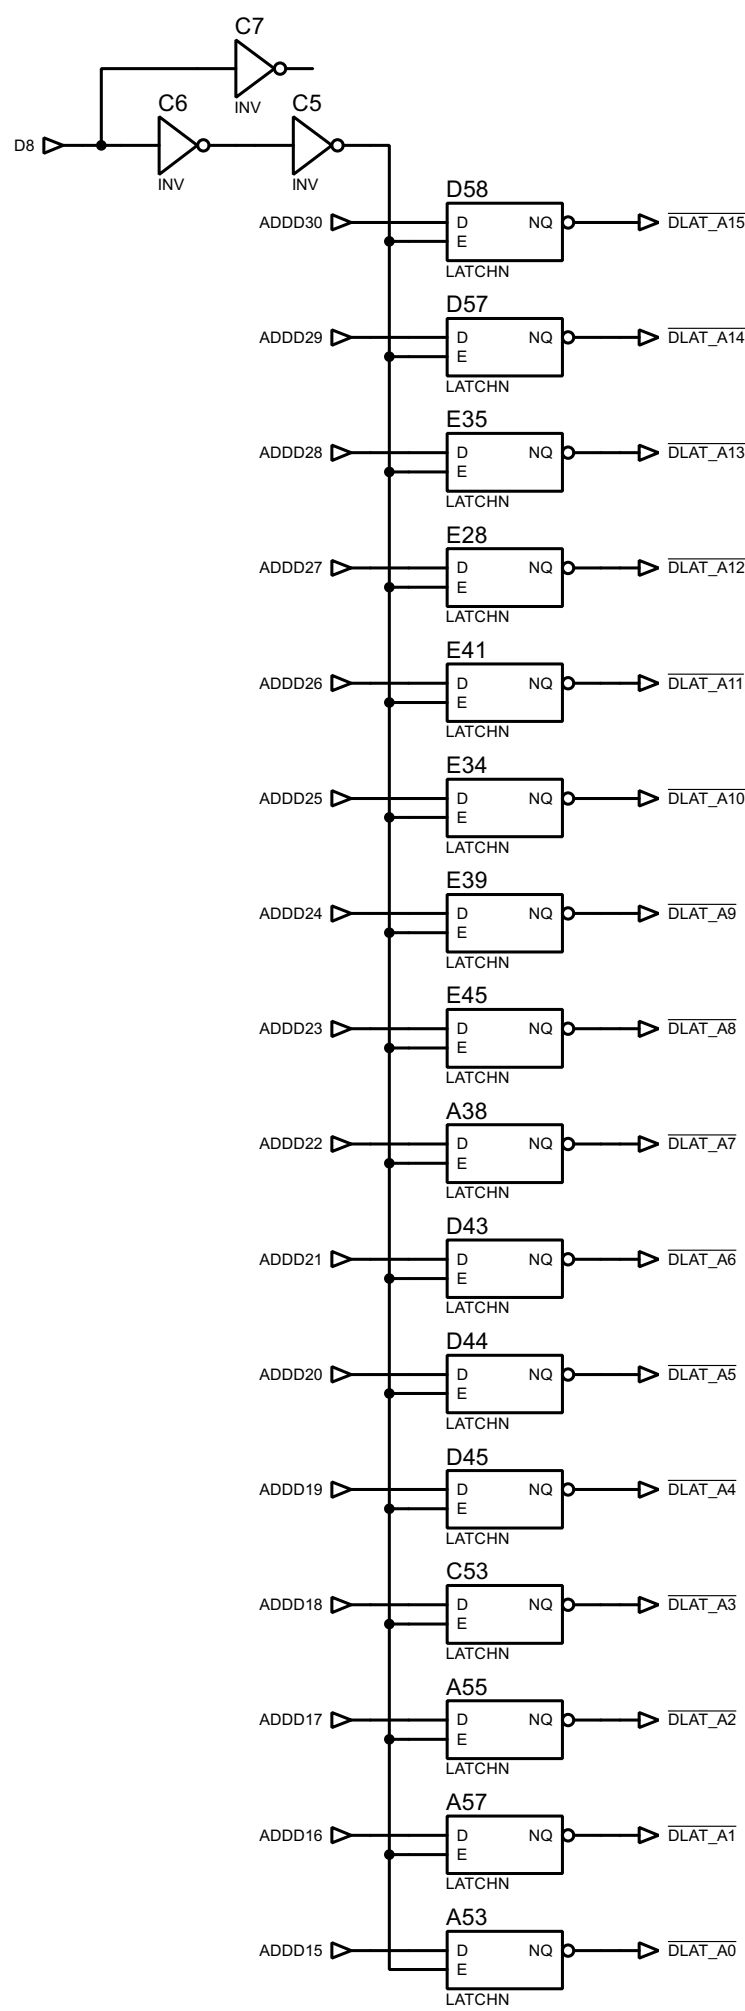 C7
INV
C6
C5
D8
INV
INV
D58
ADDD30
D
NQ
DLAT_A15
E
LATCHN
D57
ADDD29
D
NQ
DLAT_A14
E
LATCHN
E35
ADDD28
D
NQ
DLAT_A13
E
LATCHN
E28
ADDD27
D
NQ
DLAT_A12
E
LATCHN
E41
ADDD26
D
NQ
DLAT_A11
E
LATCHN
E34
ADDD25
D
NQ
DLAT_A10
E
LATCHN
E39
ADDD24
D
NQ
DLAT_A9
E
LATCHN
E45
ADDD23
D
NQ
DLAT_A8
E
LATCHN
A38
ADDD22
D
NQ
DLAT_A7
E
LATCHN
D43
ADDD21
D
NQ
DLAT_A6
E
LATCHN
D44
ADDD20
D
NQ
DLAT_A5
E
LATCHN
D45
ADDD19
D
NQ
DLAT_A4
E
LATCHN
C53
ADDD18
D
NQ
DLAT_A3
E
LATCHN
A55
ADDD17
D
NQ
DLAT_A2
E
LATCHN
A57
ADDD16
D
NQ
DLAT_A1
E
LATCHN
A53
ADDD15
D
NQ
DLAT_A0
E
LATCHN